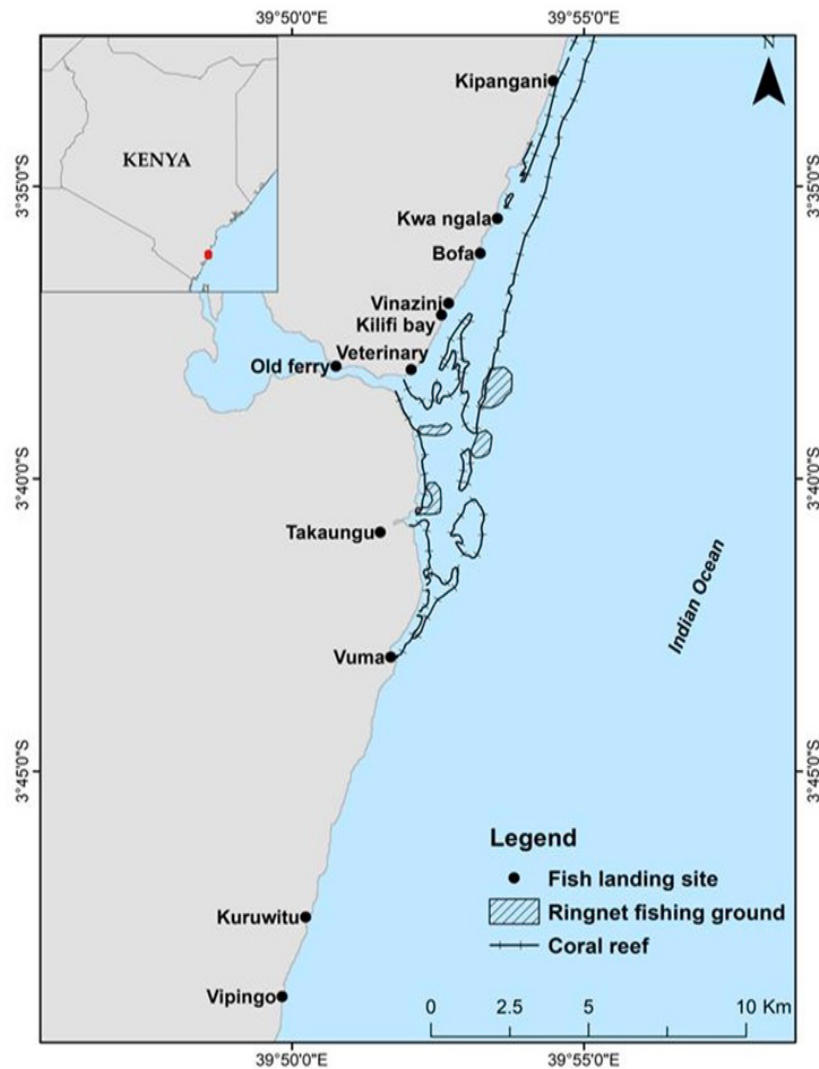 39°50'0"E
39°55'0"E
N
Kipangani
KENYA
3°35'0"S
3°35'0"S
Kwa ngala
Bofa
Vinazini
Kilifi bay
Veterinary
Old ferry
3°40'0"S
3°40'0"S
Takaungu
Indian Ocean
Vuma
3°45'0"S
3°45'0"S
Legend
Fish landing site
Ringnet fishing ground
Coral reef
Kuruwitu
Vipingo
0 2.5 5 10 Km
39°50'0"E
39°55'0"E